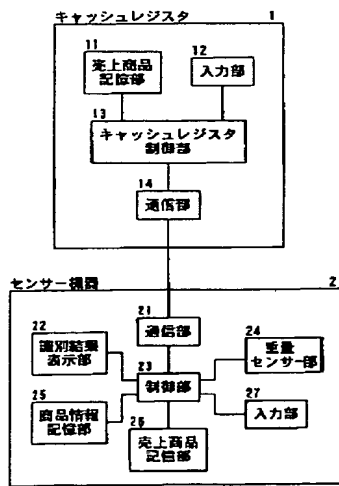 キャッシュレジスタ 1
11
売上商品
記憶部
12
入力部
13
キャッシュレジスタ
制御部
14
通信部
センサー機器 2
21
通信部
22
識別結果
表示部
23
制御部
24
重量
センサー部
25
商品情報
記憶部
26
売上商品
記憶部
27
入力部